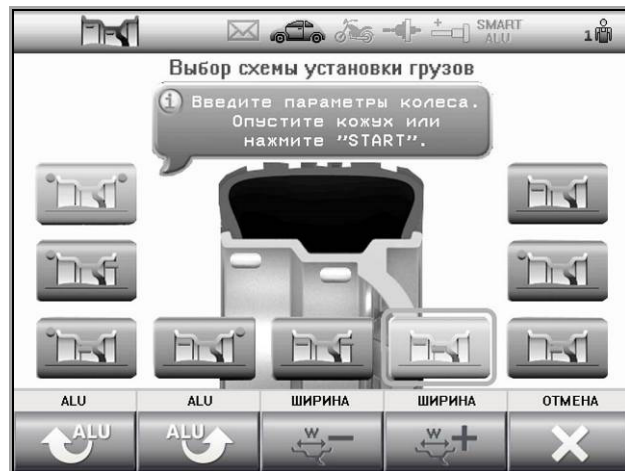 SMART
ALU
1
Выбор схемы установки грузов
i Введите параметры колеса.
Опустите кожух или
нажмите "START".
ALU ALU ШИРИНА ШИРИНА ОТМЕНА
ALU ALU W − W +